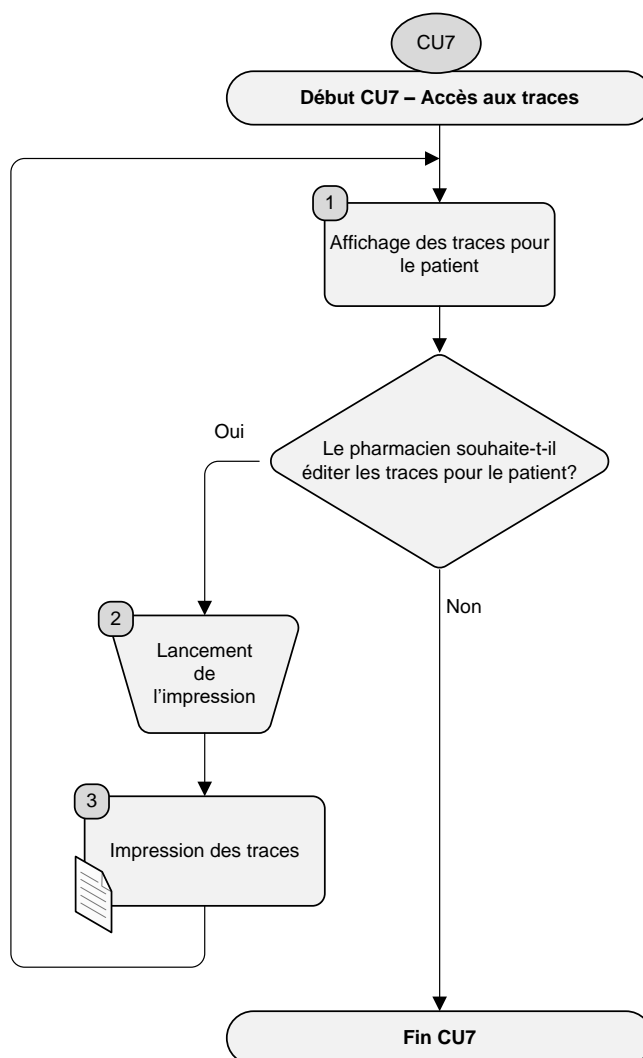 CU7
Début CU7 – Accès aux traces
1
Affichage des traces pour
le patient
Le pharmacien souhaite-t-il
éditer les traces pour le patient?
Oui
Non
2
Lancement
de
l’impression
3
Impression des traces
Fin CU7